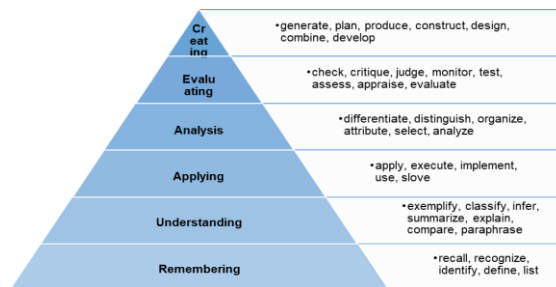 Cr
eat
ing
•generate, plan, produce, construct, design,
combine, develop
Evalu
ating
•check, critique, judge, monitor, test,
assess, appraise, evaluate
Analysis
•differentiate, distinguish, organize,
attribute, select, analyze
Applying
•apply, execute, implement,
use, slove
Understanding
•exemplify, classify, infer,
summarize, explain,
compare, paraphrase
Remembering
•recall, recognize,
identify, define, list